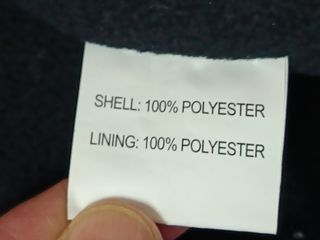 SHELL: 100% POLYESTER
LINING: 100% POLYESTER